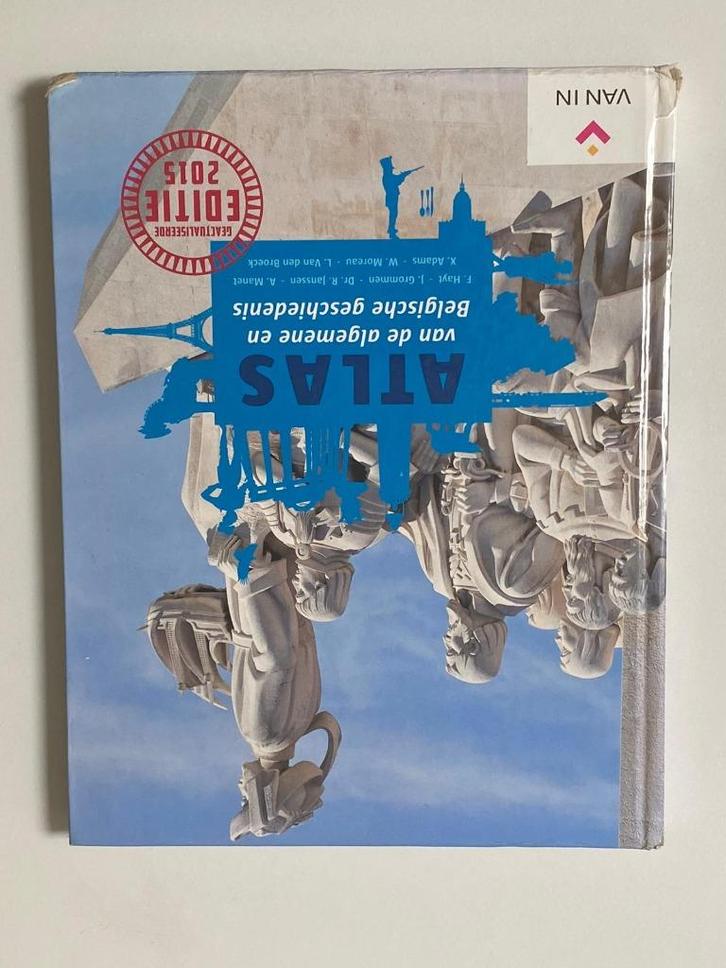 ATLAS
van de algemene en
Belgische geschiedenis
F. Hayt · J. Grommen · Dr. R. Janssen · A. Manet
X. Adams · W. Moreau · L. Van den Broeck
GEACTUALISEERDE
EDITIE
2015
VAN IN